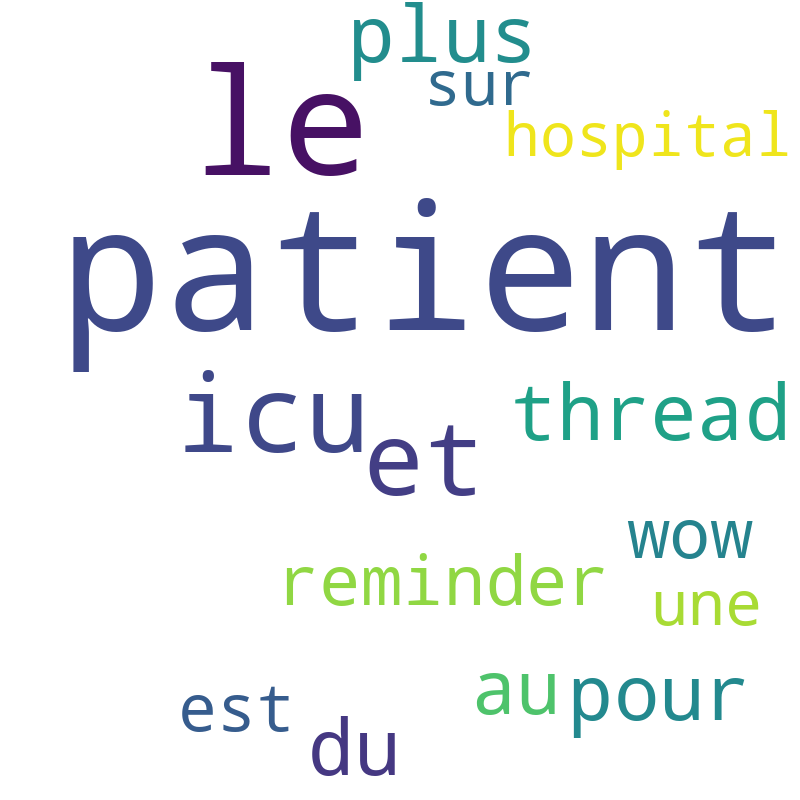 plus
sur
le
hospital
patient
icu
thread
et
wow
reminder
une
au pour
est
du